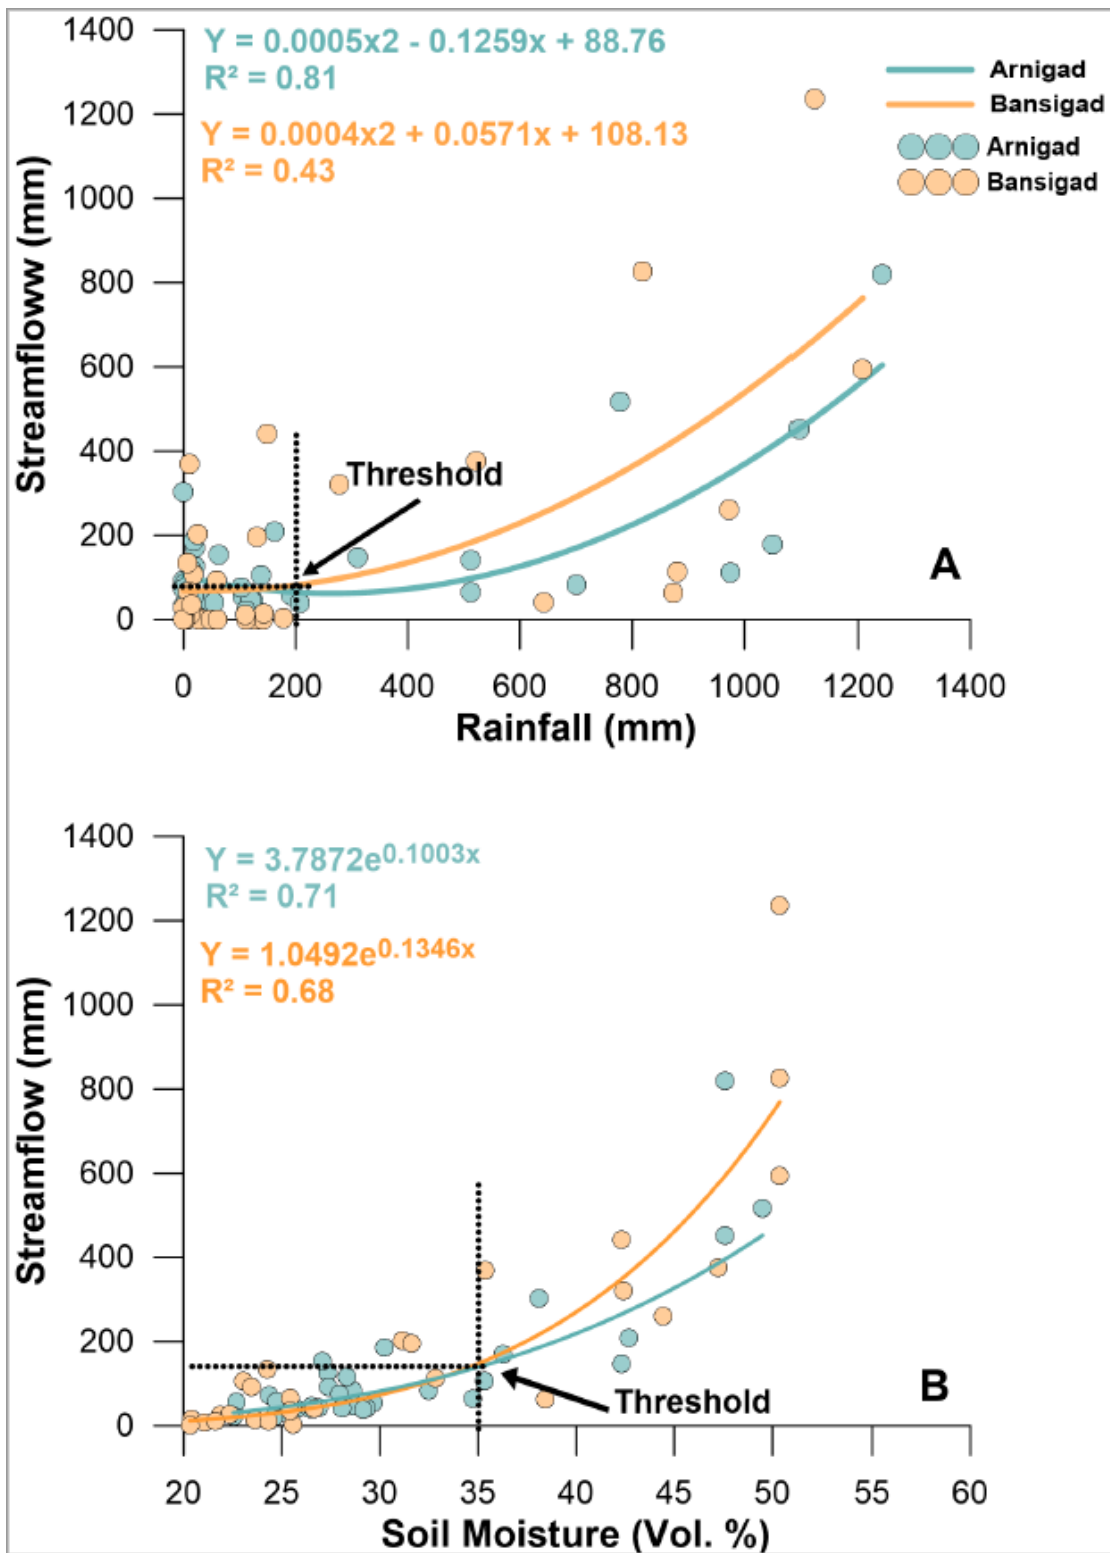 1400
1200
1000
800
600
400
200
0
Streamfloww (mm)
Y = 0.0005x2 - 0.1259x + 88.76
R² = 0.81
Y = 0.0004x2 + 0.0571x + 108.13
R² = 0.43
Arnigad
Bansigad
Arnigad
Bansigad
Threshold
A
0 200 400 600 800 1000 1200 1400
Rainfall (mm)
1400
1200
1000
800
600
400
200
0
Streamflow (mm)
Y = 3.7872e0.1003x
R² = 0.71
Y = 1.0492e0.1346x
R² = 0.68
B
Threshold
20 25 30 35 40 45 50 55 60
Soil Moisture (Vol. %)